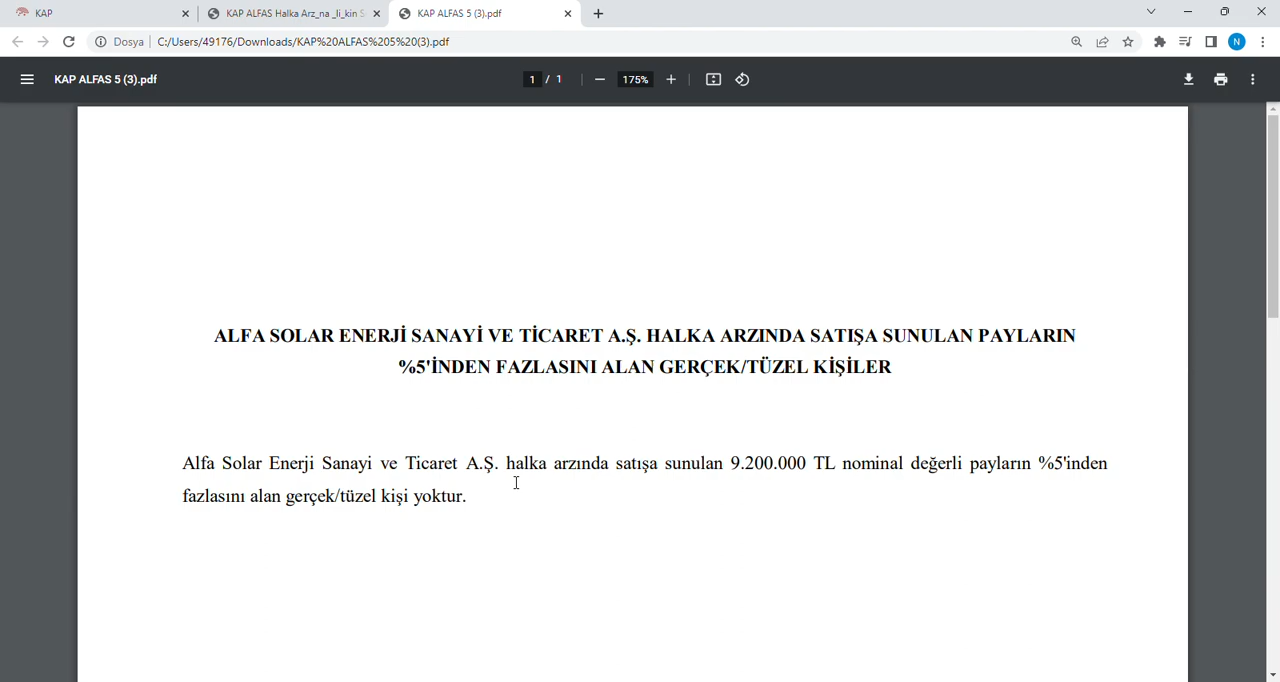 KAP
KAP ALFAS Halka Arz_na _li_kin S
KAP ALFAS 5 (3).pdf
Dosya
C:/Users/49176/Downloads/KAP%20ALFAS%205%20(3).pdf
N
KAP ALFAS 5 (3).pdf
1 / 1
175%
ALFA SOLAR ENERJİ SANAYİ VE TİCARET A.Ş. HALKA ARZINDA SATIŞA SUNULAN PAYLARIN
%5'İNDEN FAZLASINI ALAN GERÇEK/TÜZEL KİŞİLER
Alfa Solar Enerji Sanayi ve Ticaret A.Ş. halka arzında satışa sunulan 9.200.000 TL nominal değerli payların %5'inden
fazlasını alan gerçek/tüzel kişi yoktur.